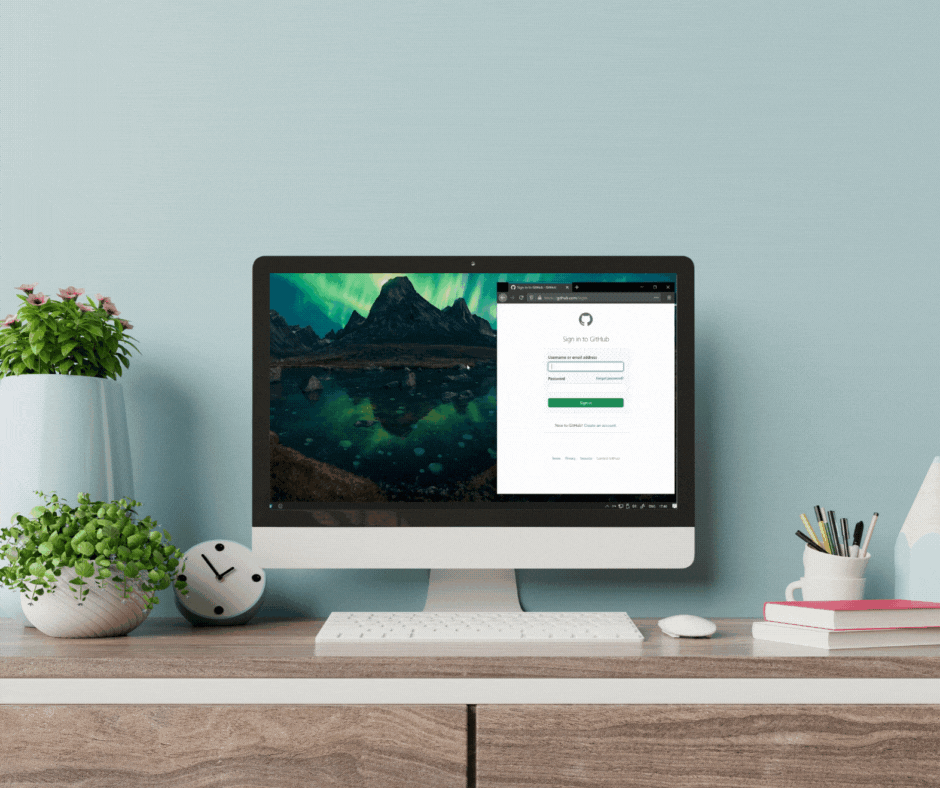 Sign in to GitHub · GitHub
github.com/login
Sign in to GitHub
Username or email address
Password Forgot password?
Sign in
New to GitHub? Create an account.
Terms Privacy Security Contact GitHub
ENG